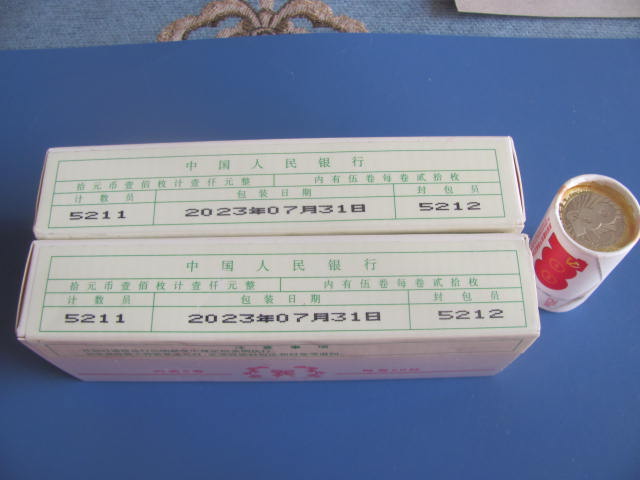 中国人民银行
拾元币壹佰枚计壹仟元整 内有伍卷每卷贰拾枚
计数员 包装日期 封包员
5211 2023年07月31日 5212
中国人民银行
拾元币壹佰枚计壹仟元整 内有伍卷每卷贰拾枚
计数员 包装日期 封包员
5211 2023年07月31日 5212
注意事项